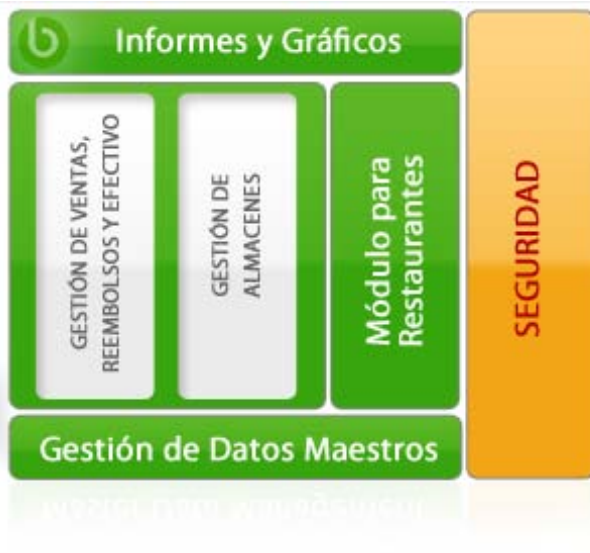 b
Informes y Gráficos
GESTIÓN DE VENTAS,
REEMBOLSOS Y EFECTIVO
GESTIÓN DE
ALMACENES
Módulo para
Restaurantes
SEGURIDAD
Gestión de Datos Maestros